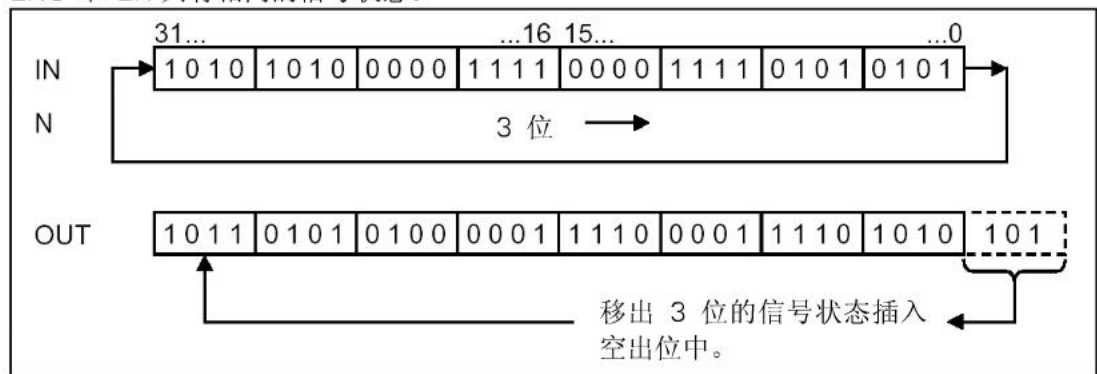 31... ...16 15... ...0
IN 1010 1010 0000 1111 0000 1111 0101 0101
N 3 位
OUT 1011 0101 0100 0001 1110 0001 1110 1010 101
移出 3 位的信号状态插入
空出位中。